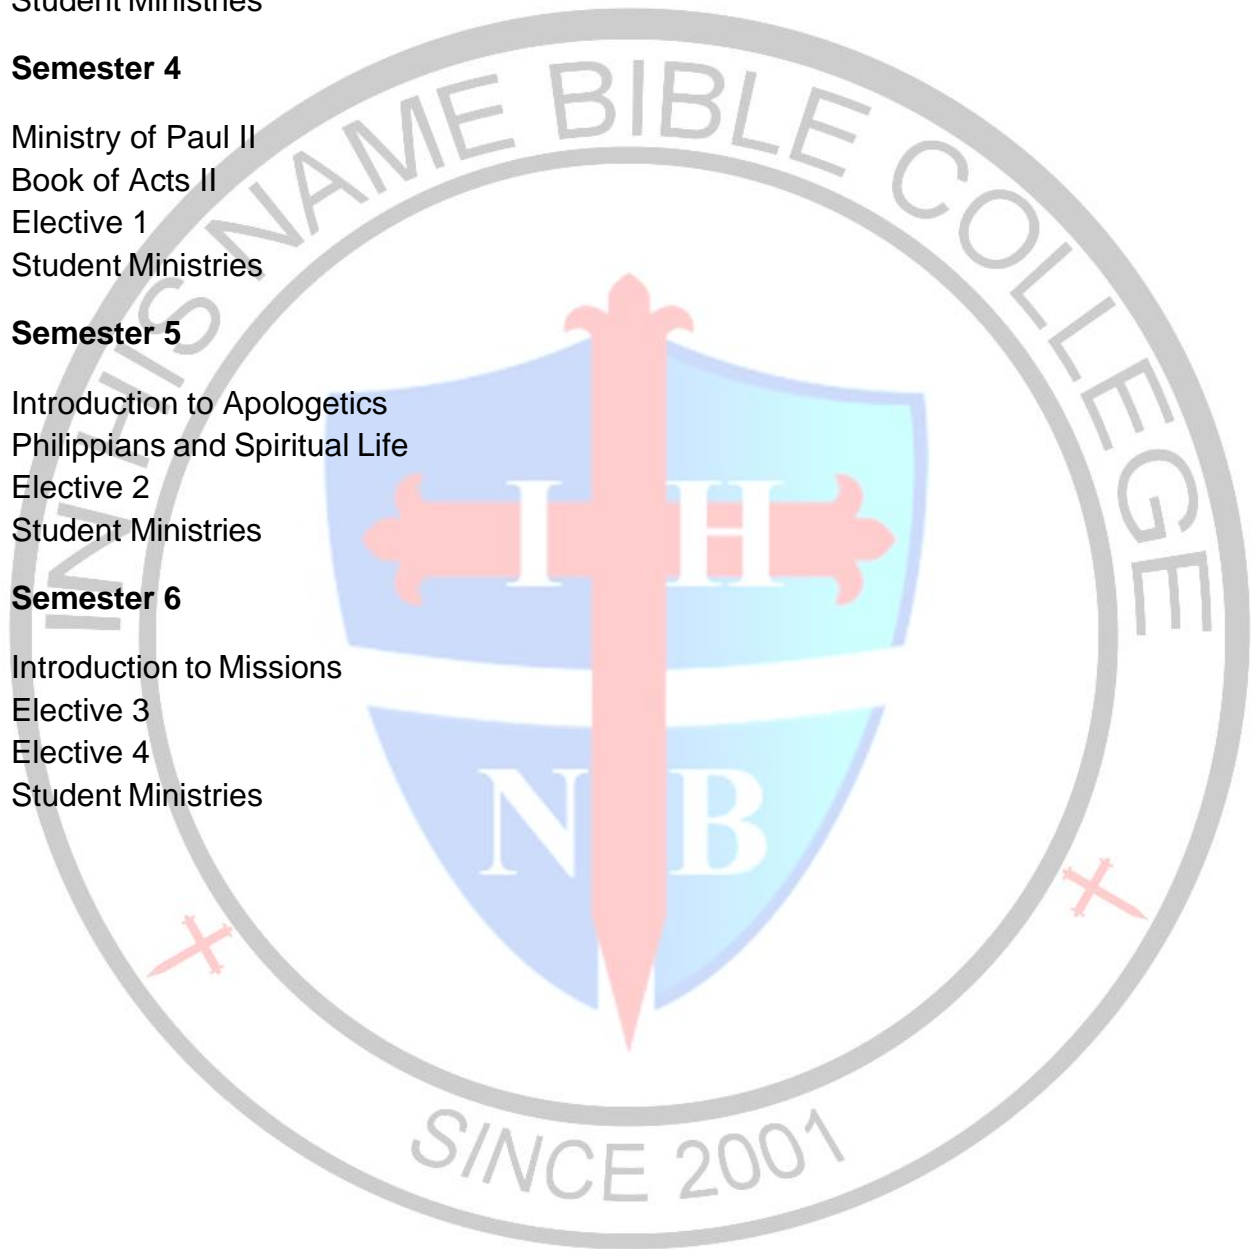 Student Ministries
Semester 4
Ministry of Paul II
Book of Acts II
Elective 1
Student Ministries
Semester 5
Introduction to Apologetics
Philippians and Spiritual Life
Elective 2
Student Ministries
Semester 6
Introduction to Missions
Elective 3
Elective 4
Student Ministries
IN HIS NAME BIBLE COLLEGE
I H
N B
SINCE 2001